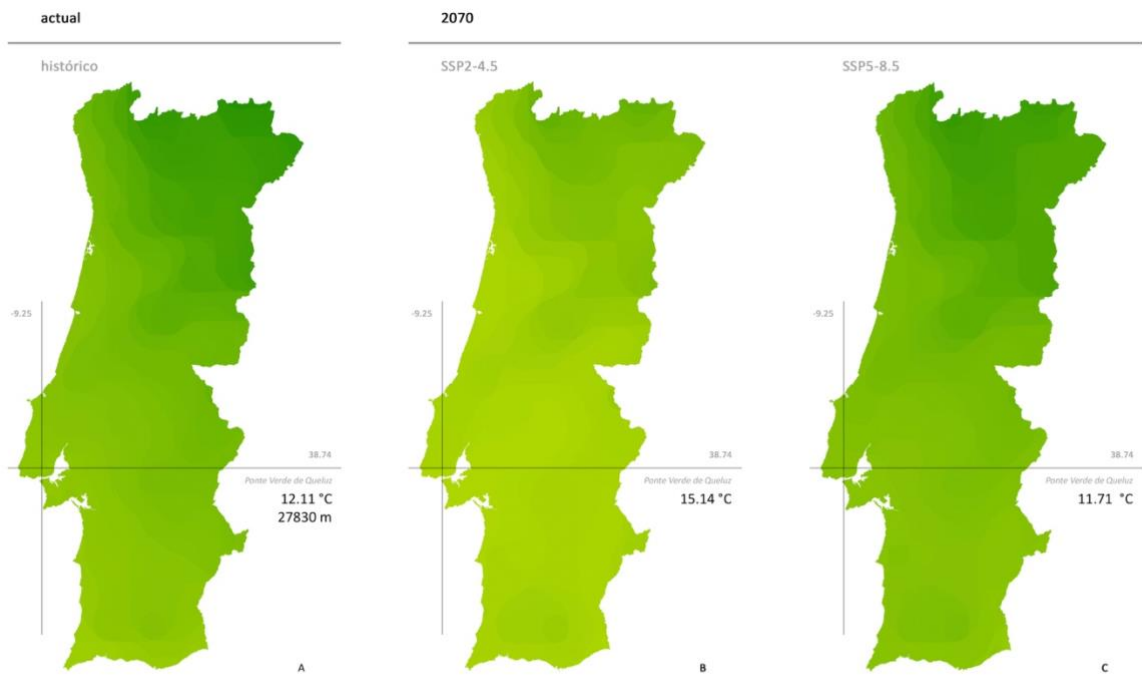 actual
2070
histórico
SSP2-4.5
SSP5-8.5
-9.25
-9.25
-9.25
38.74
38.74
38.74
Ponte Verde de Queluz
Ponte Verde de Queluz
Ponte Verde de Queluz
12.11 °C
15.14 °C
11.71 °C
27830 m
A
B
C